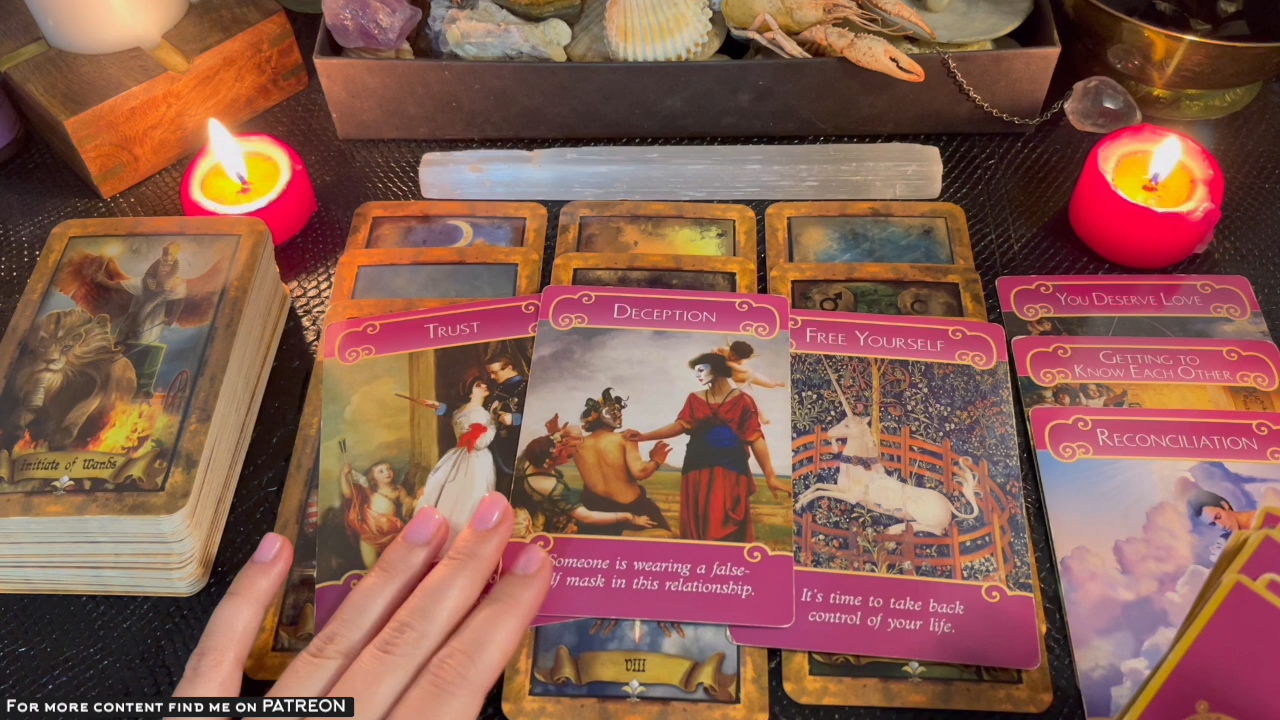 You Deserve Love
Getting to
Know Each Other
Reconciliation
Trust
Deception
Free Yourself
Initiate of Wands
Someone is wearing a false-
lf mask in this relationship.
It's time to take back
control of your life.
VIII
For more content find me on PATREON